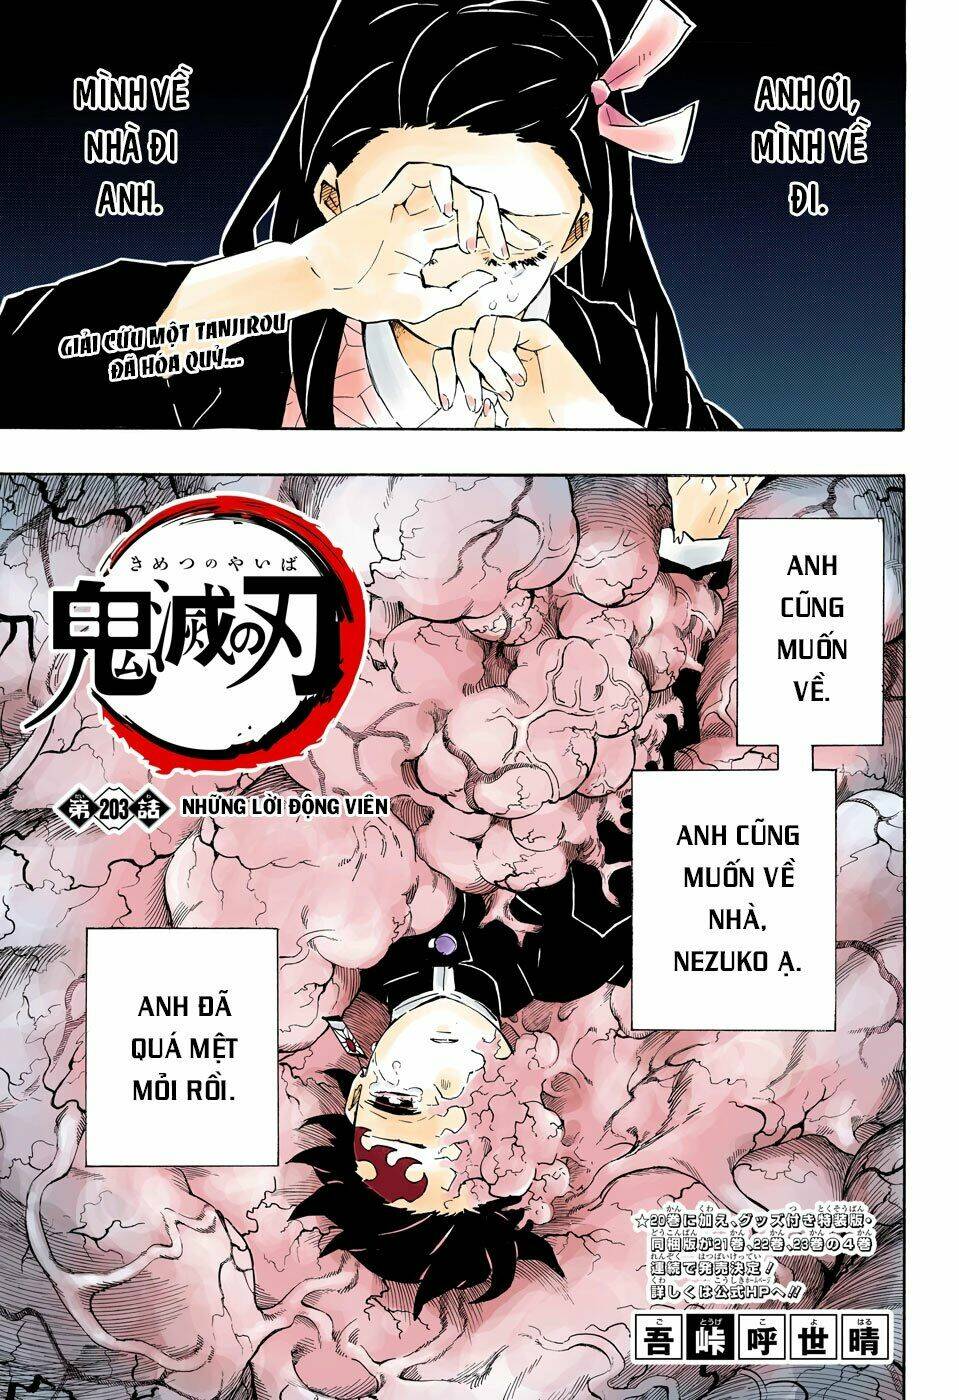 ANH ƠI,
MÌNH VỀ
ĐI.
MÌNH VỀ
NHÀ ĐI
ANH.
GIẢI CỨU MỘT TANJIROU
ĐÃ HÓA QUỶ...
きめつのやいば
鬼滅の刃
第203話 NHỮNG LỜI ĐỘNG VIÊN
ANH
CŨNG
MUỐN
VỀ.
ANH CŨNG
MUỐN VỀ
NHÀ,
NEZUKO Ạ.
ANH ĐÃ
QUÁ MỆT
MỎI RỒI.
☆20巻に加え、グッズ付き特装版・
同梱版が21巻、22巻、23巻の4巻
連続で発売決定!
詳しくは公式HPへ!!
吾峠呼世晴